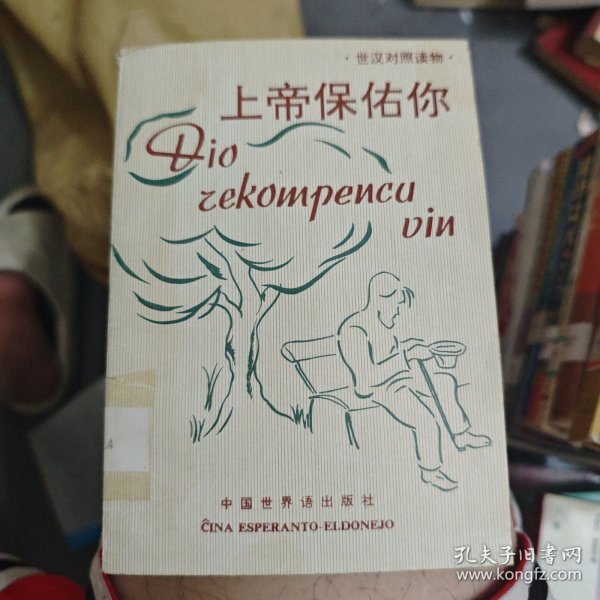 ·世汉对照读物·
上帝保佑你
Dio
rekompencu
vin
4
中国世界语出版社
ĈINA ESPERANTO-ELDONEJO
孔夫子旧书网
www.kongfz.com